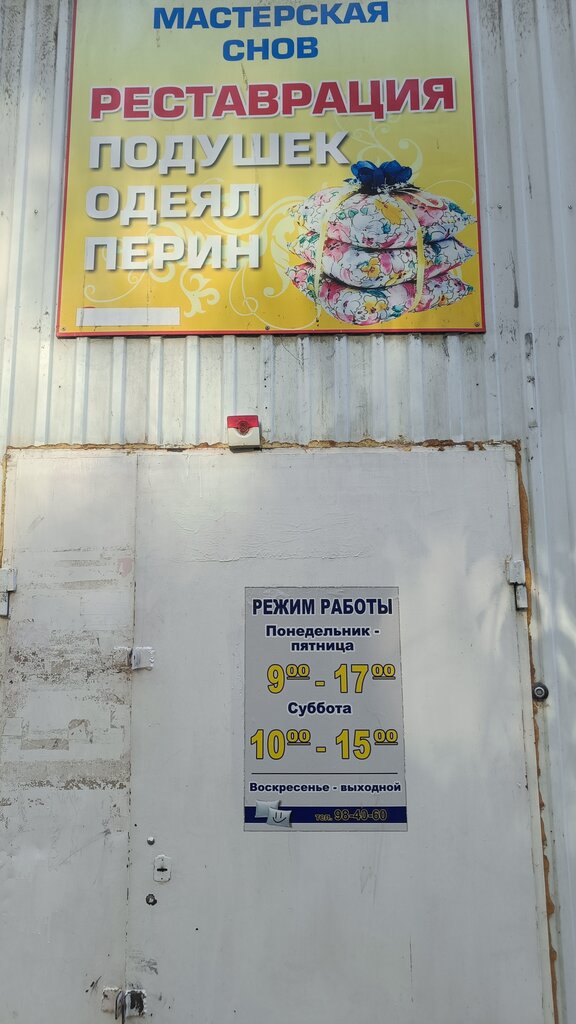 МАСТЕРСКАЯ
СНОВ
РЕСТАВРАЦИЯ
ПОДУШЕК
ОДЕЯЛ
ПЕРИН
РЕЖИМ РАБОТЫ
Понедельник -
пятница
9⁰⁰ - 17⁰⁰
Суббота
10⁰⁰ - 15⁰⁰
Воскресенье - выходной
тел. 98-40-60